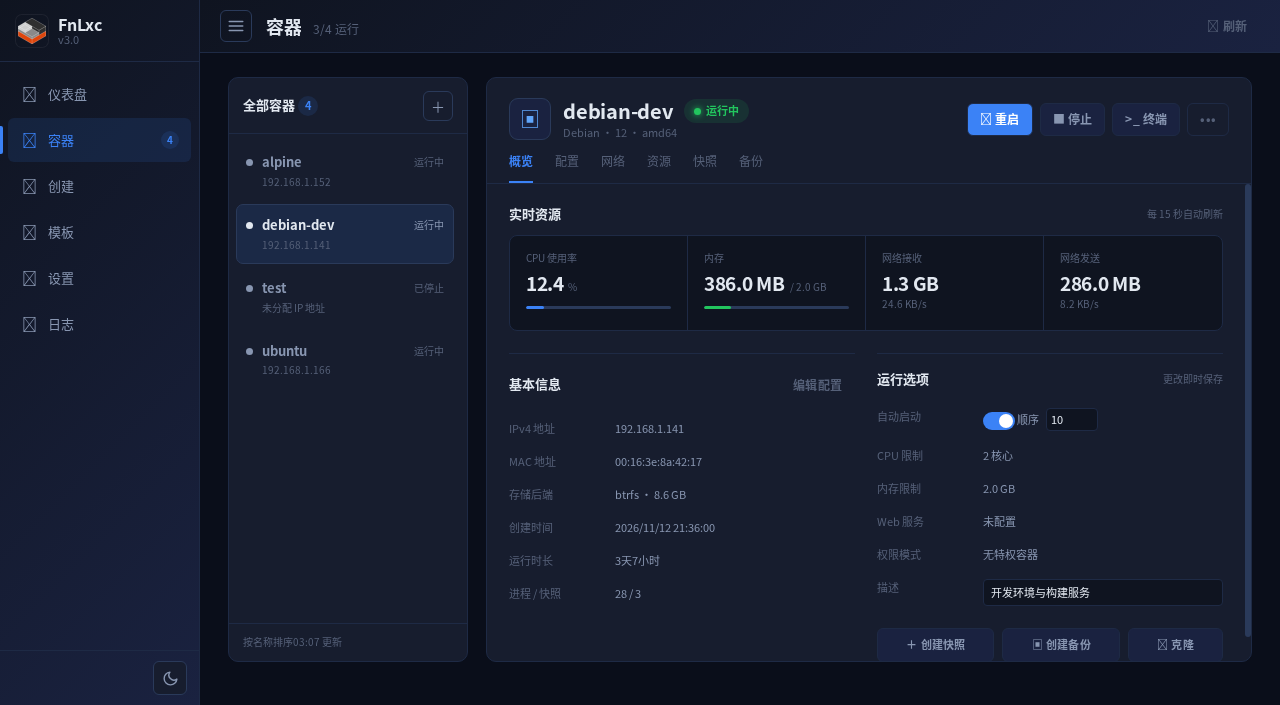 FnLxc
v3.0
仪表盘
容器 4
创建
模板
设置
日志
容器 3/4 运行
刷新
全部容器 4
＋
alpine 运行中
192.168.1.152
debian-dev 运行中
192.168.1.141
test 已停止
未分配 IP 地址
ubuntu 运行中
192.168.1.166
按名称排序03:07 更新
debian-dev 运行中
Debian · 12 · amd64
重启
停止
>_ 终端
•••
概览 配置 网络 资源 快照 备份
实时资源 每 15 秒自动刷新
CPU 使用率
12.4 %
内存
386.0 MB / 2.0 GB
网络接收
1.3 GB
24.6 KB/s
网络发送
286.0 MB
8.2 KB/s
基本信息 编辑配置
IPv4 地址 192.168.1.141
MAC 地址 00:16:3e:8a:42:17
存储后端 btrfs · 8.6 GB
创建时间 2026/11/12 21:36:00
运行时长 3天7小时
进程 / 快照 28 / 3
运行选项 更改即时保存
自动启动 顺序 10
CPU 限制 2 核心
内存限制 2.0 GB
Web 服务 未配置
权限模式 无特权容器
描述 开发环境与构建服务
＋ 创建快照
创建备份
克隆